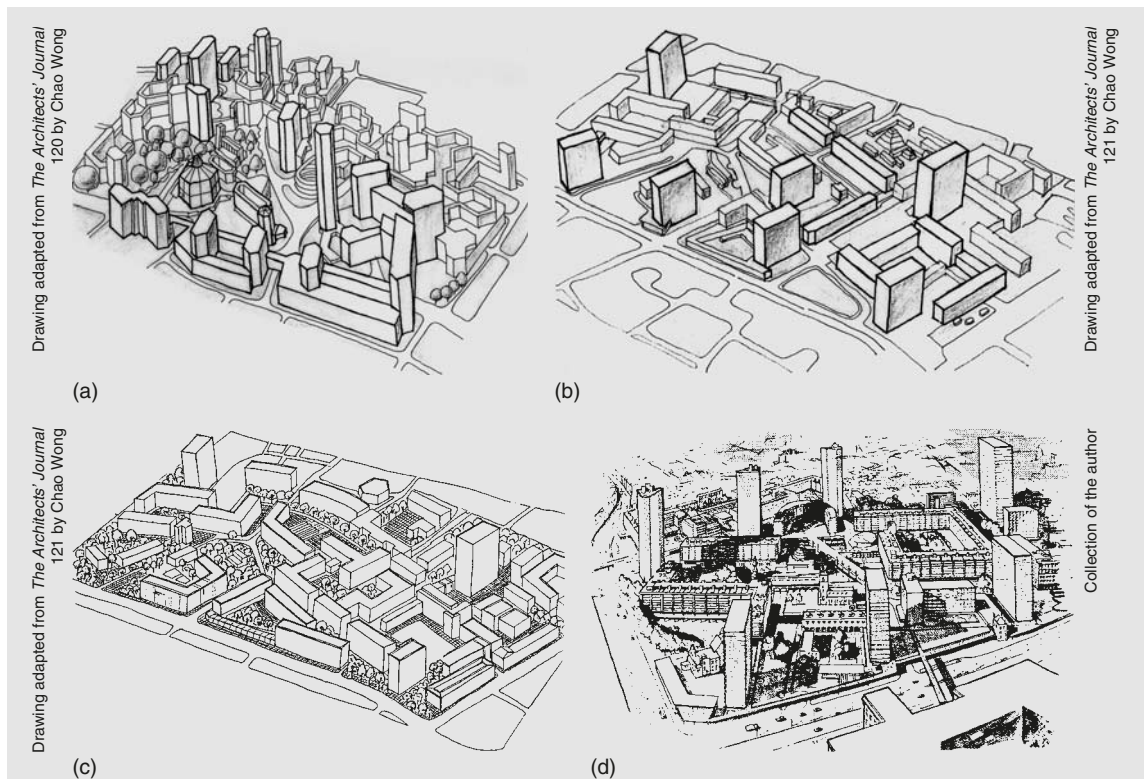 Drawing adapted from The Architects' Journal
120 by Chao Wong
(a)
Drawing adapted from The Architects' Journal
121 by Chao Wong
(b)
Drawing adapted from The Architects' Journal
121 by Chao Wong
(c)
Collection of the author
(d)